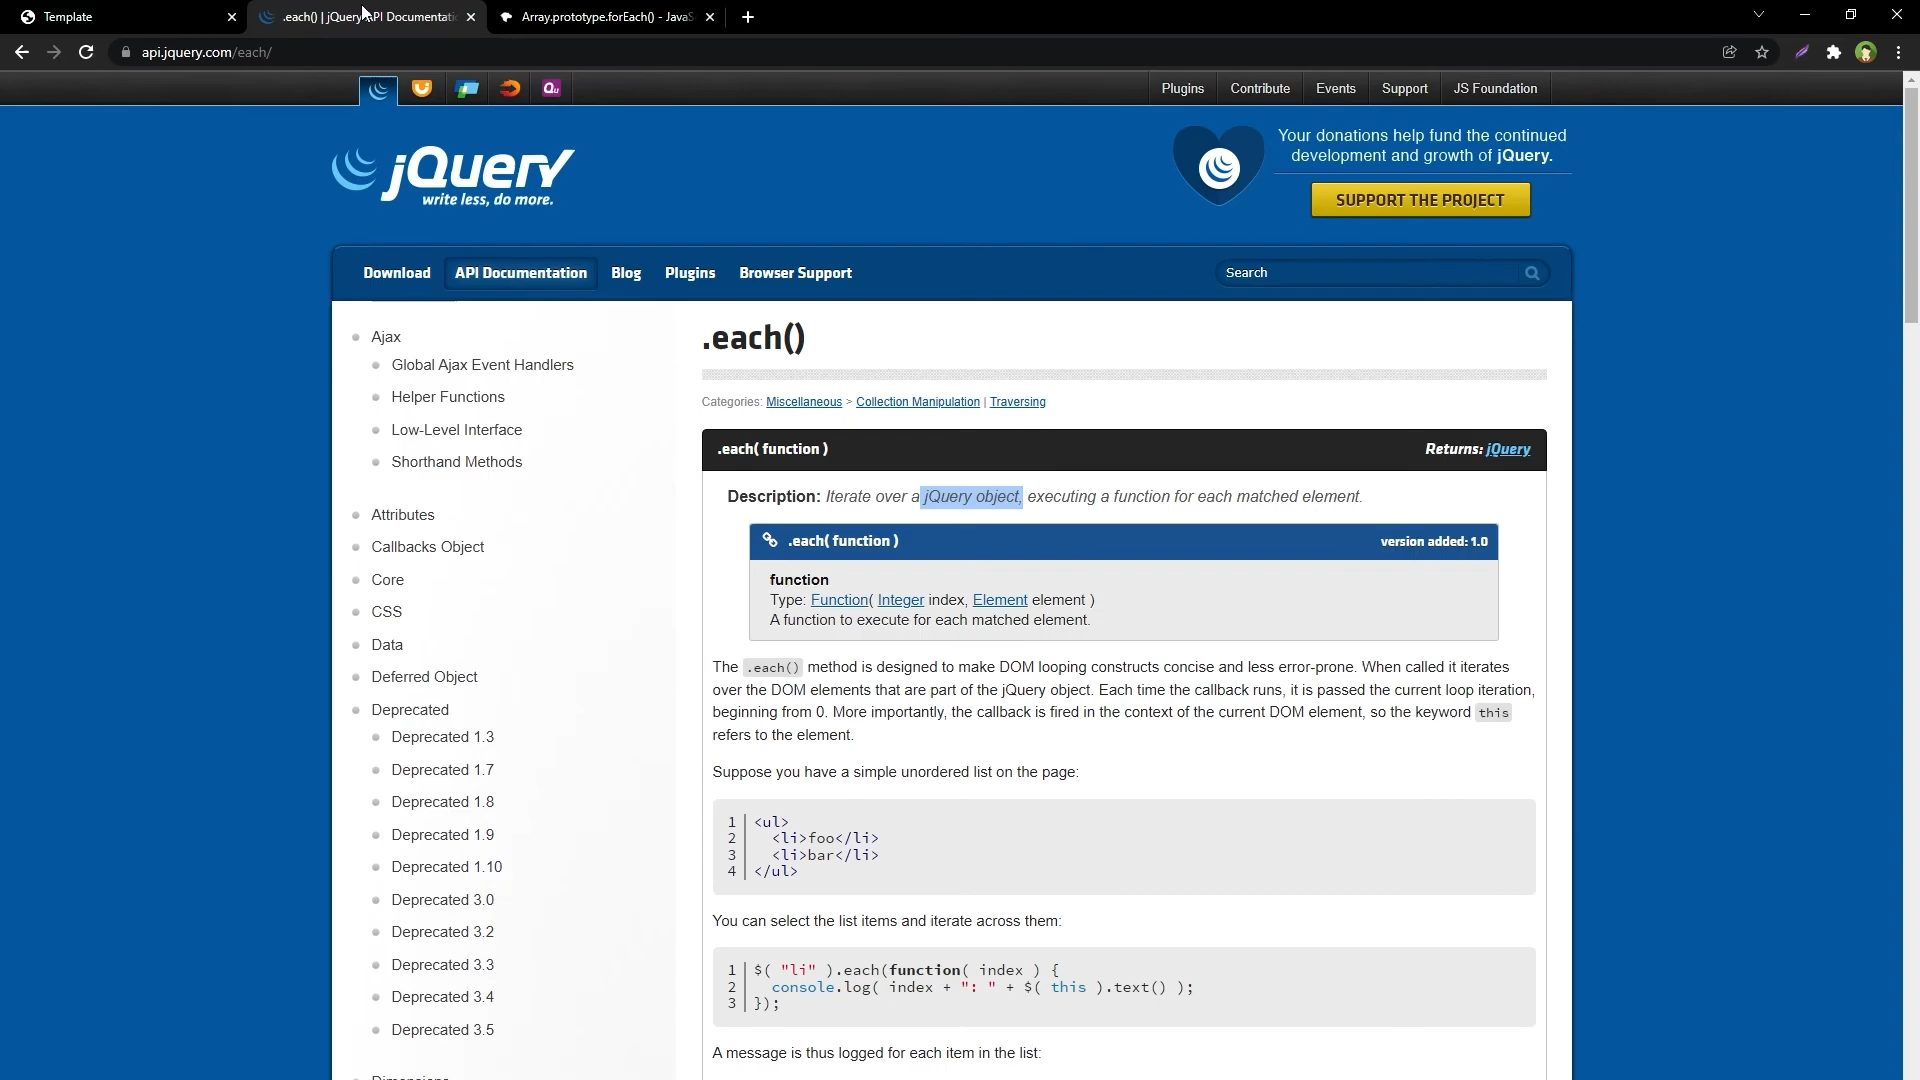 Template
.each() | jQuery API Documentatio
Array.prototype.forEach() - JavaS
api.jquery.com/each/
Qu
Plugins
Contribute
Events
Support
JS Foundation
jQuery
write less, do more.
Your donations help fund the continued
development and growth of jQuery.
SUPPORT THE PROJECT
Download
API Documentation
Blog
Plugins
Browser Support
Search
Ajax
Global Ajax Event Handlers
Helper Functions
Low-Level Interface
Shorthand Methods
Attributes
Callbacks Object
Core
CSS
Data
Deferred Object
Deprecated
Deprecated 1.3
Deprecated 1.7
Deprecated 1.8
Deprecated 1.9
Deprecated 1.10
Deprecated 3.0
Deprecated 3.2
Deprecated 3.3
Deprecated 3.4
Deprecated 3.5
.each()
Categories: Miscellaneous > Collection Manipulation | Traversing
.each( function )
Returns: jQuery
Description: Iterate over a jQuery object, executing a function for each matched element.
.each( function )
version added: 1.0
function
Type: Function( Integer index, Element element )
A function to execute for each matched element.
The .each() method is designed to make DOM looping constructs concise and less error-prone. When called it iterates
over the DOM elements that are part of the jQuery object. Each time the callback runs, it is passed the current loop iteration,
beginning from 0. More importantly, the callback is fired in the context of the current DOM element, so the keyword this
refers to the element.
Suppose you have a simple unordered list on the page:
1 <ul>
2 <li>foo</li>
3 <li>bar</li>
4 </ul>
You can select the list items and iterate across them:
1 $( "li" ).each(function( index ) {
2 console.log( index + ": " + $( this ).text() );
3 });
A message is thus logged for each item in the list: